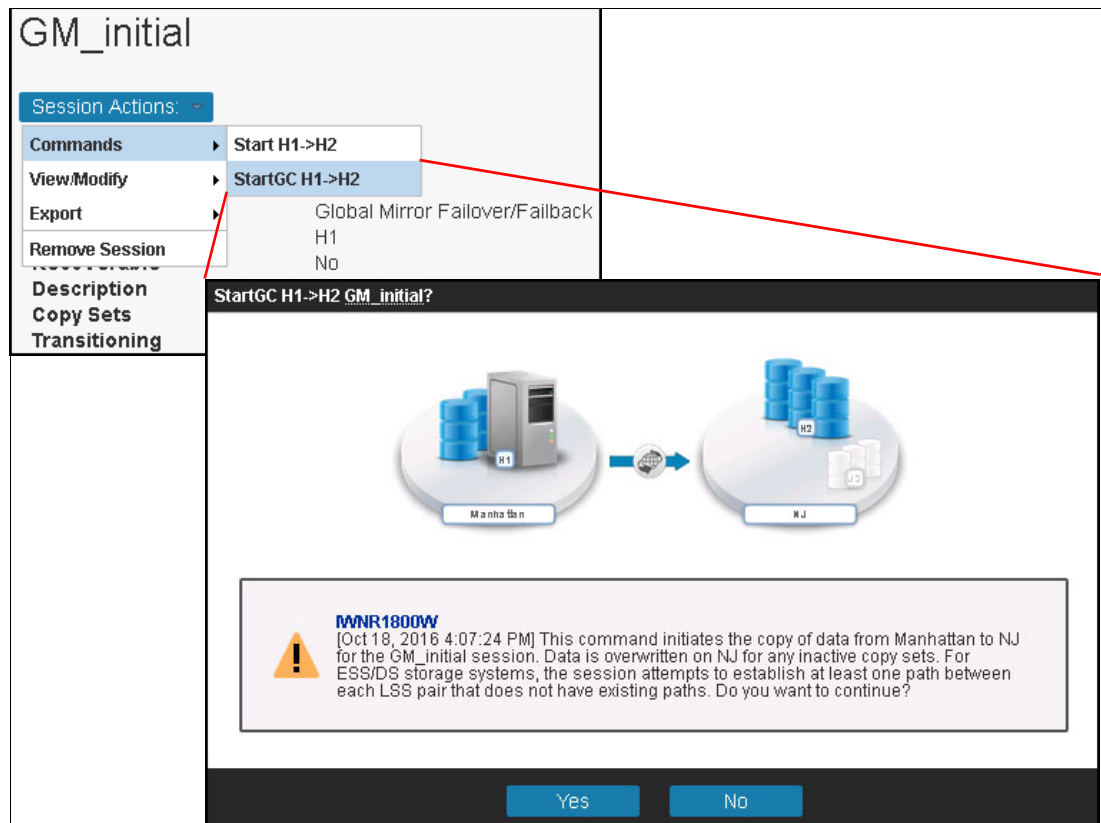 GM_initial
Session Actions:
Commands
Start H1->H2
View/Modify
StartGC H1->H2
Export
Global Mirror Failover/Failback
H1
Remove Session
No
Description
Copy Sets
Transitioning
StartGC H1->H2 GM_initial?
H1
H2
J2
Manhattan
NJ
IWNR1800W
[Oct 18, 2016 4:07:24 PM] This command initiates the copy of data from Manhattan to NJ
for the GM_initial session. Data is overwritten on NJ for any inactive copy sets. For
ESS/DS storage systems, the session attempts to establish at least one path between
each LSS pair that does not have existing paths. Do you want to continue?
Yes
No